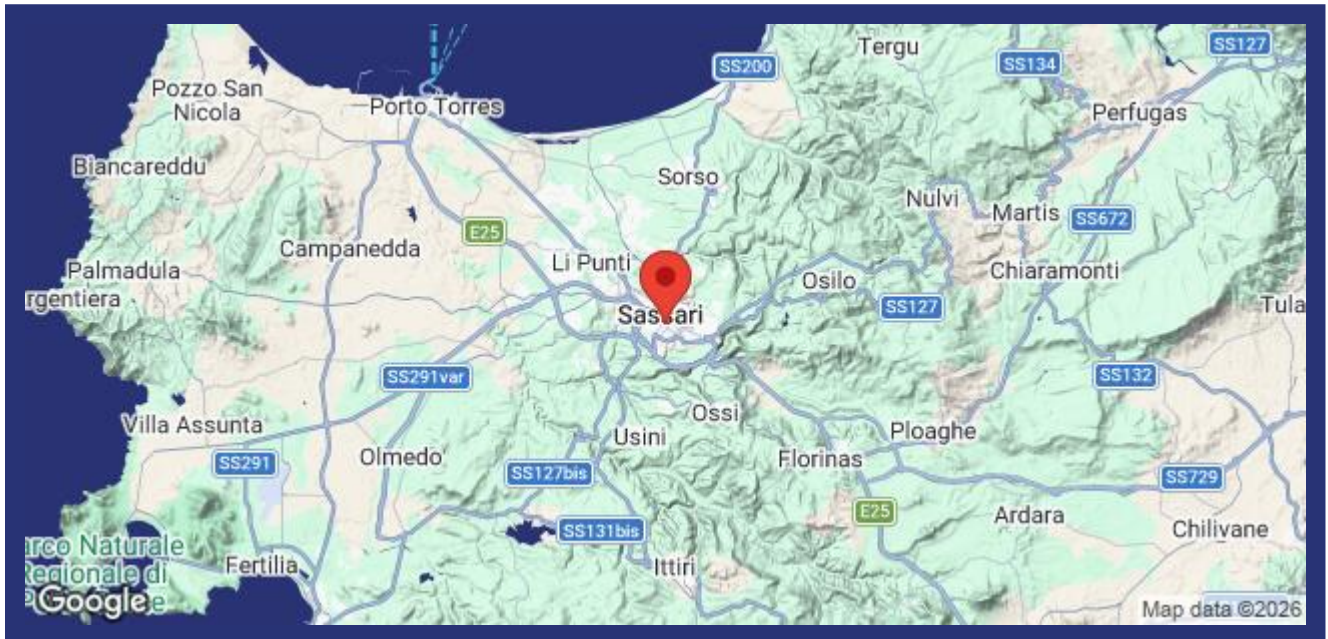 Tergu
SS127
SS134
SS200
Pozzo San
Nicola
Porto Torres
Perfugas
Biancareddu
Sorso
Nulvi
Martis
SS672
E25
Campanedda
Li Punti
Palmadula
Osilo
Chiaramonti
rgentiera
SS127
Tula
Sassari
SS291var
SS132
Ossi
Villa Assunta
Usini
Ploaghe
Olmedo
Florinas
SS291
SS127bis
SS729
E25
Ardara
SS131bis
Chilivane
arco Naturale
Regionale di
Fertilia
Ittiri
Google
Map data ©2026